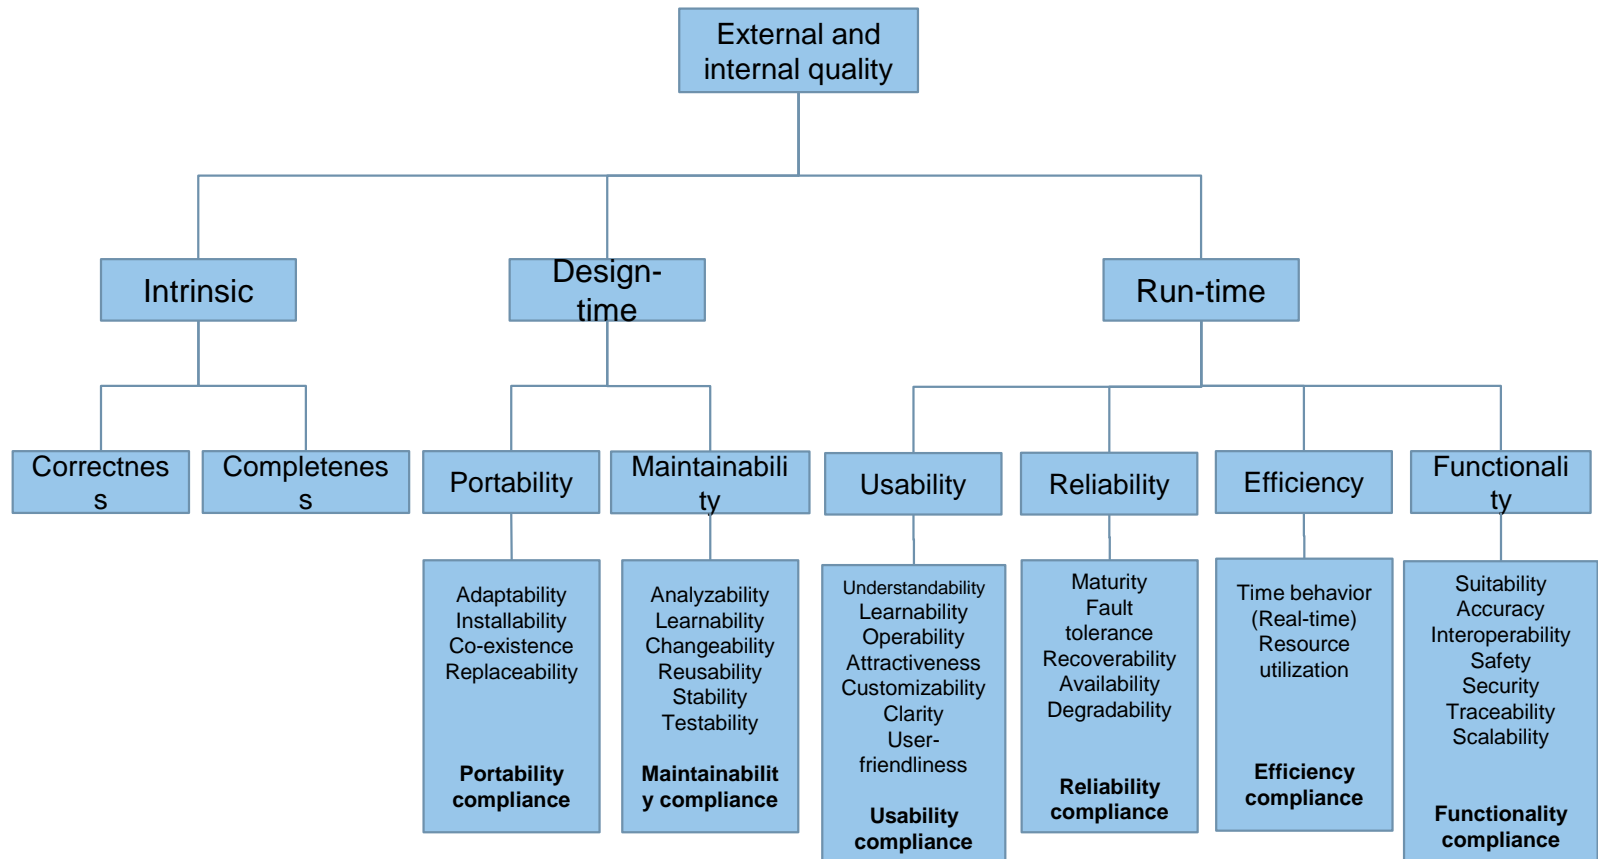 External and
internal quality
Intrinsic
Design-
time
Run-time
Correctnes
s
Completenes
s
Portability
Maintainabili
ty
Usability
Reliability
Efficiency
Functionali
ty
Adaptability
Installability
Co-existence
Replaceability
Portability
compliance
Analyzability
Learnability
Changeability
Reusability
Stability
Testability
Maintainabilit
y compliance
Understandability
Learnability
Operability
Attractiveness
Customizability
Clarity
User-
friendliness
Usability
compliance
Maturity
Fault
tolerance
Recoverability
Availability
Degradability
Reliability
compliance
Time behavior
(Real-time)
Resource
utilization
Efficiency
compliance
Suitability
Accuracy
Interoperability
Safety
Security
Traceability
Scalability
Functionality
compliance